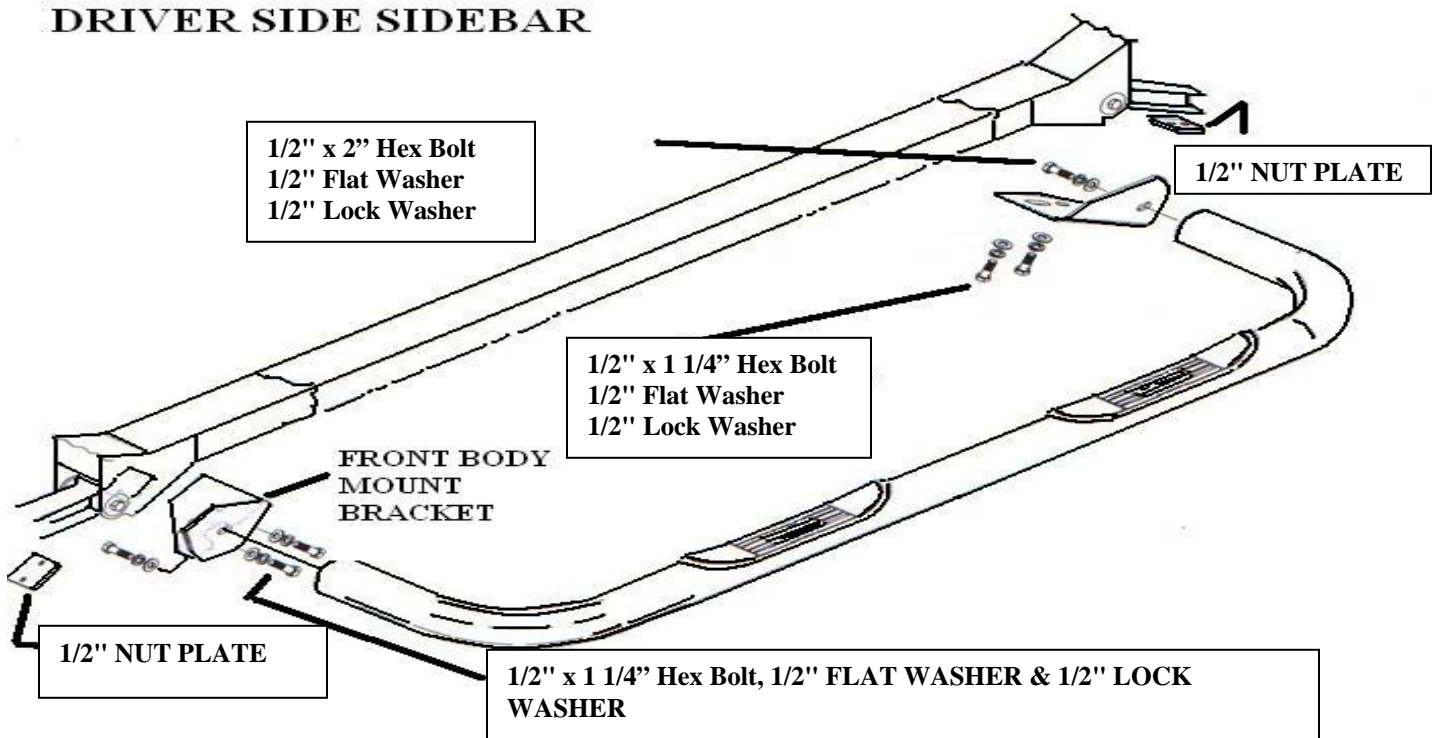 DRIVER SIDE SIDEBAR
1/2" x 2” Hex Bolt
1/2" Flat Washer
1/2" Lock Washer
1/2" NUT PLATE
1/2" x 1 1/4” Hex Bolt
1/2" Flat Washer
1/2" Lock Washer
FRONT BODY
MOUNT
BRACKET
1/2" NUT PLATE
1/2" x 1 1/4” Hex Bolt, 1/2" FLAT WASHER & 1/2" LOCK
WASHER